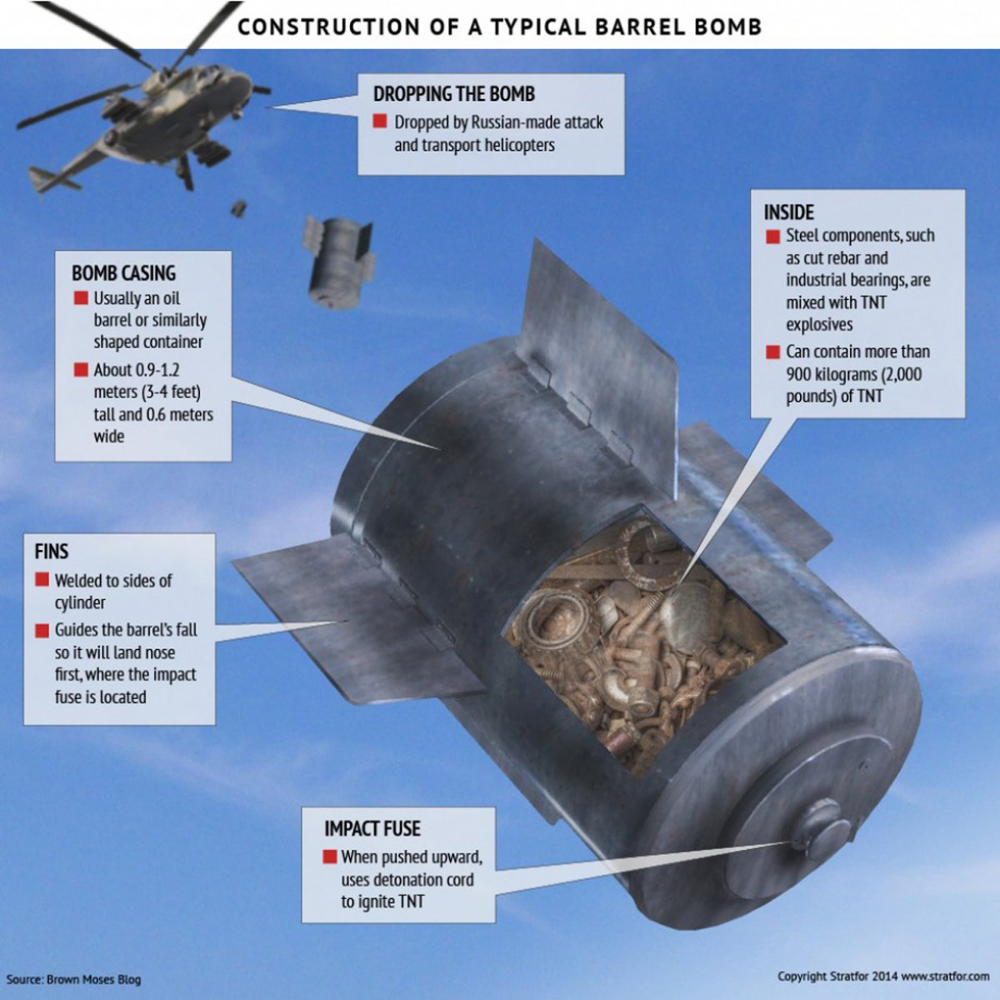 CONSTRUCTION OF A TYPICAL BARREL BOMB
DROPPING THE BOMB
Dropped by Russian-made attack
and transport helicopters
INSIDE
Steel components, such
as cut rebar and
industrial bearings, are
mixed with TNT
explosives
Can contain more than
900 kilograms (2,000
pounds) of TNT
BOMB CASING
Usually an oil
barrel or similarly
shaped container
About 0.9-1.2
meters (3-4 feet)
tall and 0.6 meters
wide
FINS
Welded to sides of
cylinder
Guides the barrel's fall
so it will land nose
first, where the impact
fuse is located
IMPACT FUSE
When pushed upward,
uses detonation cord
to ignite TNT
Source: Brown Moses Blog
Copyright Stratfor 2014 www.stratfor.com